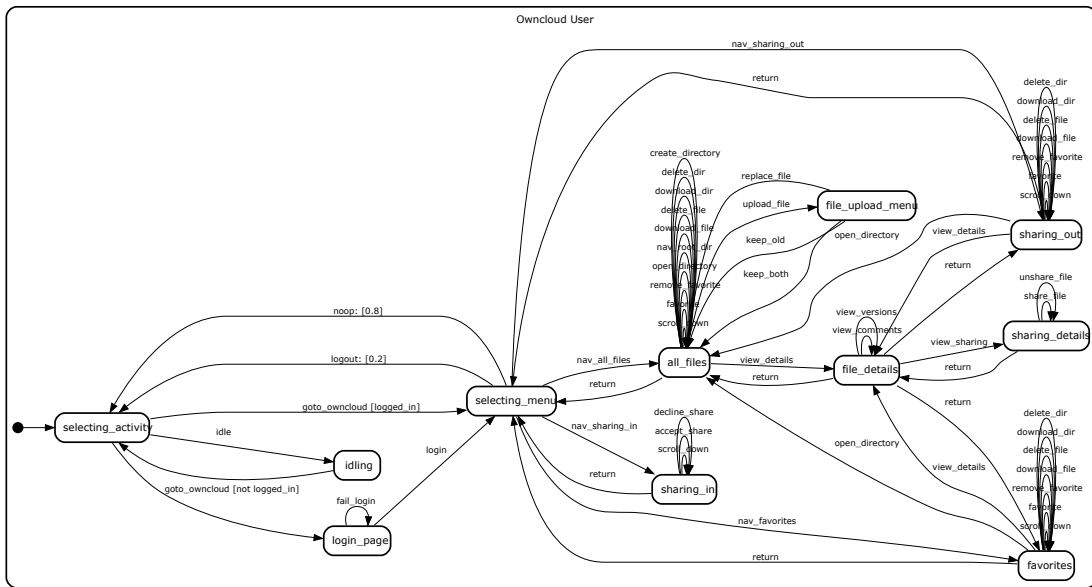 Owncloud User
nav_sharing_out
return
delete_dir
download_dir
delete_file
download_file
remove_favorite
favorite
scroll_down
sharing_out
create_directory
delete_dir
download_dir
delete_file
download_file
nav_root_dir
open_directory
remove_favorite
favorite
scroll_down
all_files
replace_file
upload_file
file_upload_menu
keep_old
keep_both
open_directory
view_details
return
unshare_file
share_file
sharing_details
view_versions
view_comments
file_details
view_sharing
return
noop: [0.8]
logout: [0.2]
nav_all_files
return
view_details
return
selecting_menu
goto_owncloud [logged_in]
selecting_activity
idle
idling
login
goto_owncloud [not logged_in]
fail_login
login_page
nav_sharing_in
decline_share
accept_share
scroll_down
return
sharing_in
open_directory
view_details
return
delete_dir
download_dir
delete_file
download_file
remove_favorite
favorite
scroll_down
nav_favorites
return
favorites